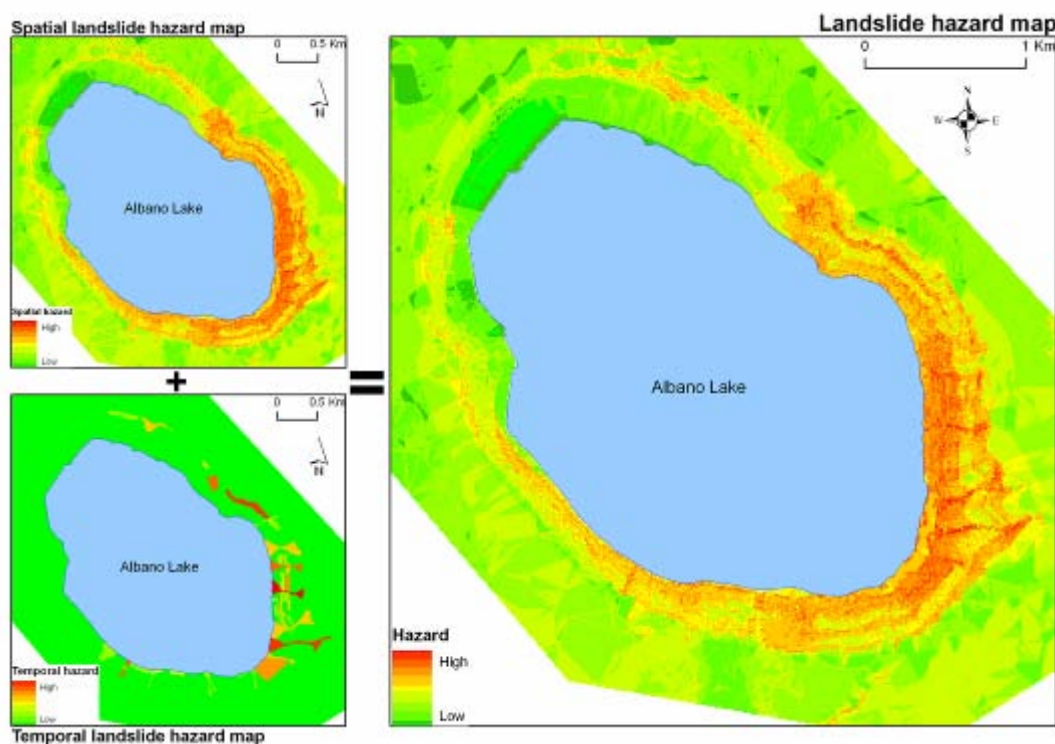 Spatial landslide hazard map
0 0.5 Km
N
Albano Lake
Spatial hazard
High
Low
+
0 0.5 Km
N
Albano Lake
Temporal hazard
High
Low
Temporal landslide hazard map
=
Landslide hazard map
0 1 Km
N
W E
S
Albano Lake
Hazard
High
Low